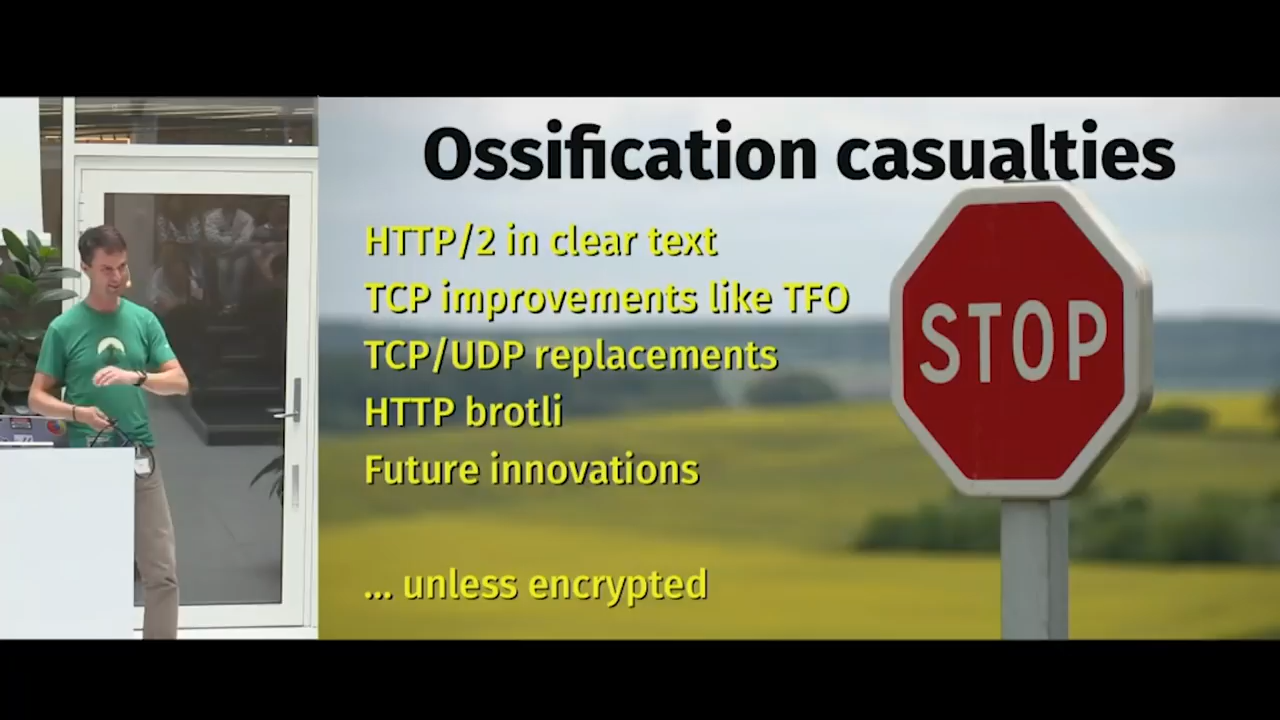 Ossification casualties
HTTP/2 in clear text
TCP improvements like TFO
TCP/UDP replacements
HTTP brotli
Future innovations
... unless encrypted
STOP